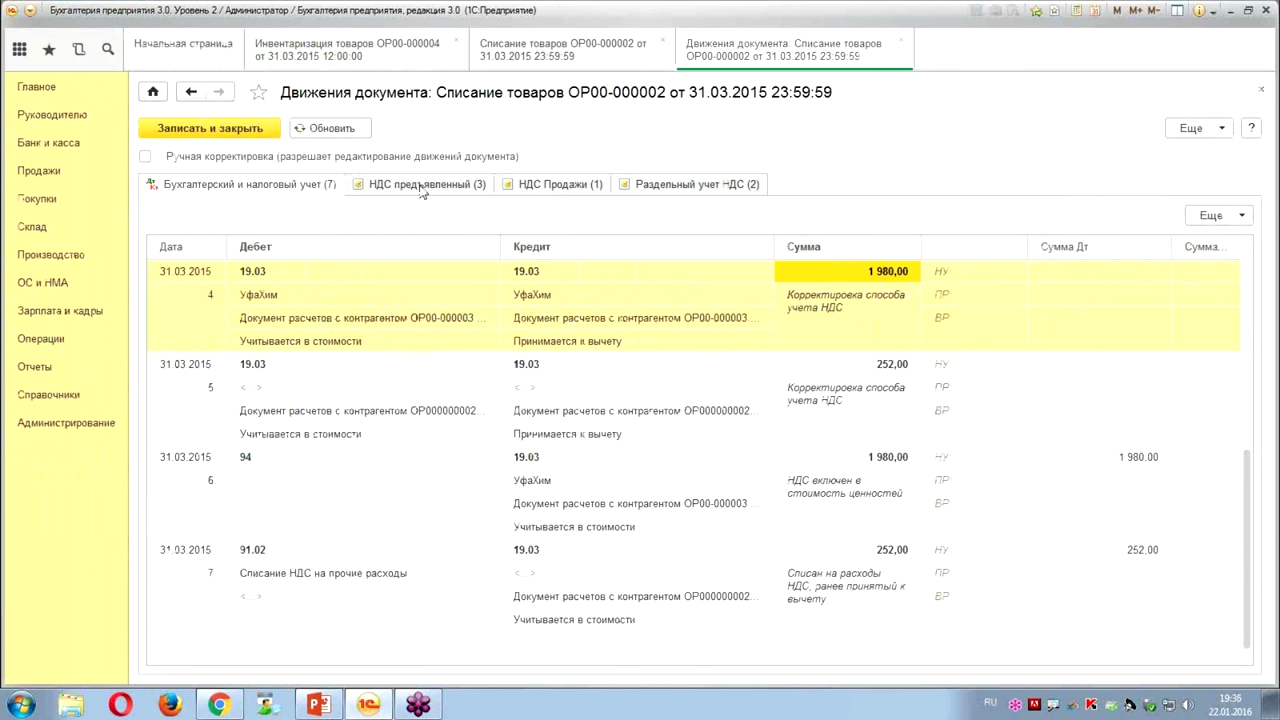 Бухгалтерия предприятия 3.0. Уровень 2 / Администратор / Бухгалтерия предприятия, редакция 3.0 (1С:Предприятие)
M M+ M-
Начальная страница
Инвентаризация товаров ОР00-000004 от 31.03.2015 12:00:00
Списание товаров ОР00-000002 от 31.03.2015 23:59:59
Движения документа: Списание товаров ОР00-000002 от 31.03.2015 23:59:59
Главное
Руководителю
Банк и касса
Продажи
Покупки
Склад
Производство
ОС и НМА
Зарплата и кадры
Операции
Отчеты
Справочники
Администрирование
Движения документа: Списание товаров ОР00-000002 от 31.03.2015 23:59:59
Записать и закрыть
Обновить
Еще
?
Ручная корректировка (разрешает редактирование движений документа)
Бухгалтерский и налоговый учет (7)
НДС предъявленный (3)
НДС Продажи (1)
Раздельный учет НДС (2)
Еще
Дата Дебет Кредит Сумма Сумма Дт Сумма...
31.03.2015 19.03 19.03 1 980,00 НУ
4 УфаХим УфаХим Корректировка способа учета НДС ПР
Документ расчетов с контрагентом ОР00-000003 ... Документ расчетов с контрагентом ОР00-000003 ... ВР
Учитывается в стоимости Принимается к вычету
31.03.2015 19.03 19.03 252,00 НУ
5 <...> <...> Корректировка способа учета НДС ПР
Документ расчетов с контрагентом ОР000000002... Документ расчетов с контрагентом ОР000000002... ВР
Учитывается в стоимости Принимается к вычету
31.03.2015 94 19.03 1 980,00 НУ 1 980.00
6 УфаХим НДС включен в стоимость ценностей ПР
Документ расчетов с контрагентом ОР00-000003 ... ВР
Учитывается в стоимости
31.03.2015 91.02 19.03 252,00 НУ 252.00
7 Списание НДС на прочие расходы <...> Списан на расходы НДС, ранее принятый к вычету ПР
<...> Документ расчетов с контрагентом ОР000000002... ВР
Учитывается в стоимости
RU
19:36
22.01.2016